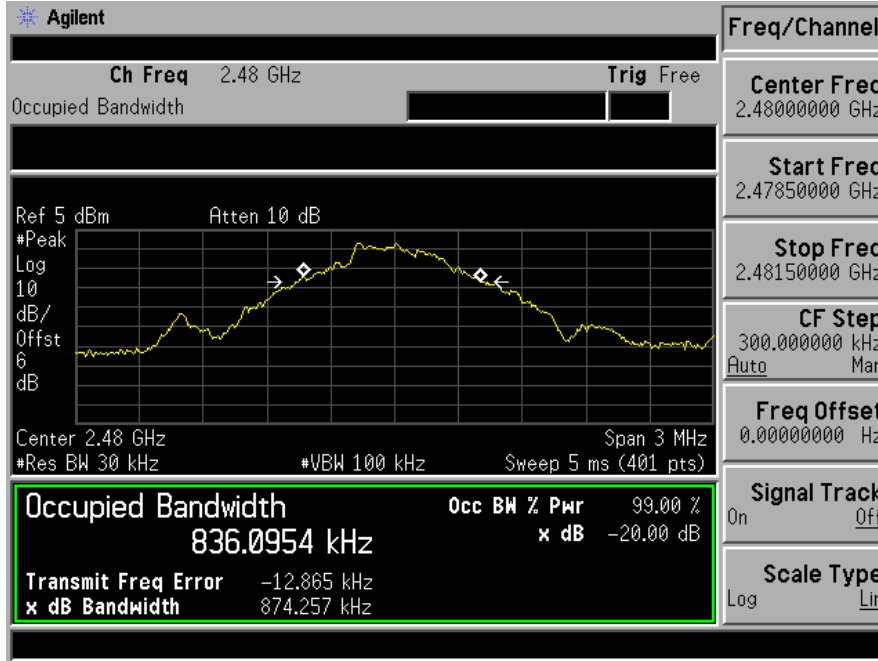 Agilent
Freq/Channel
Ch Freq 2.48 GHz Trig Free
Occupied Bandwidth
Center Freq
2.48000000 GHz
Start Freq
2.47850000 GHz
Stop Freq
2.48150000 GHz
CF Step
300.000000 kHz
Auto Man
Freq Offset
0.00000000 Hz
Signal Track
On Off
Scale Type
Log Lin
Ref 5 dBm Atten 10 dB
#Peak
Log
10
dB/
Offst
6
dB
Center 2.48 GHz Span 3 MHz
#Res BW 30 kHz #VBW 100 kHz Sweep 5 ms (401 pts)
Occupied Bandwidth Occ BW % Pwr 99.00 %
836.0954 kHz x dB -20.00 dB
Transmit Freq Error -12.865 kHz
x dB Bandwidth 874.257 kHz